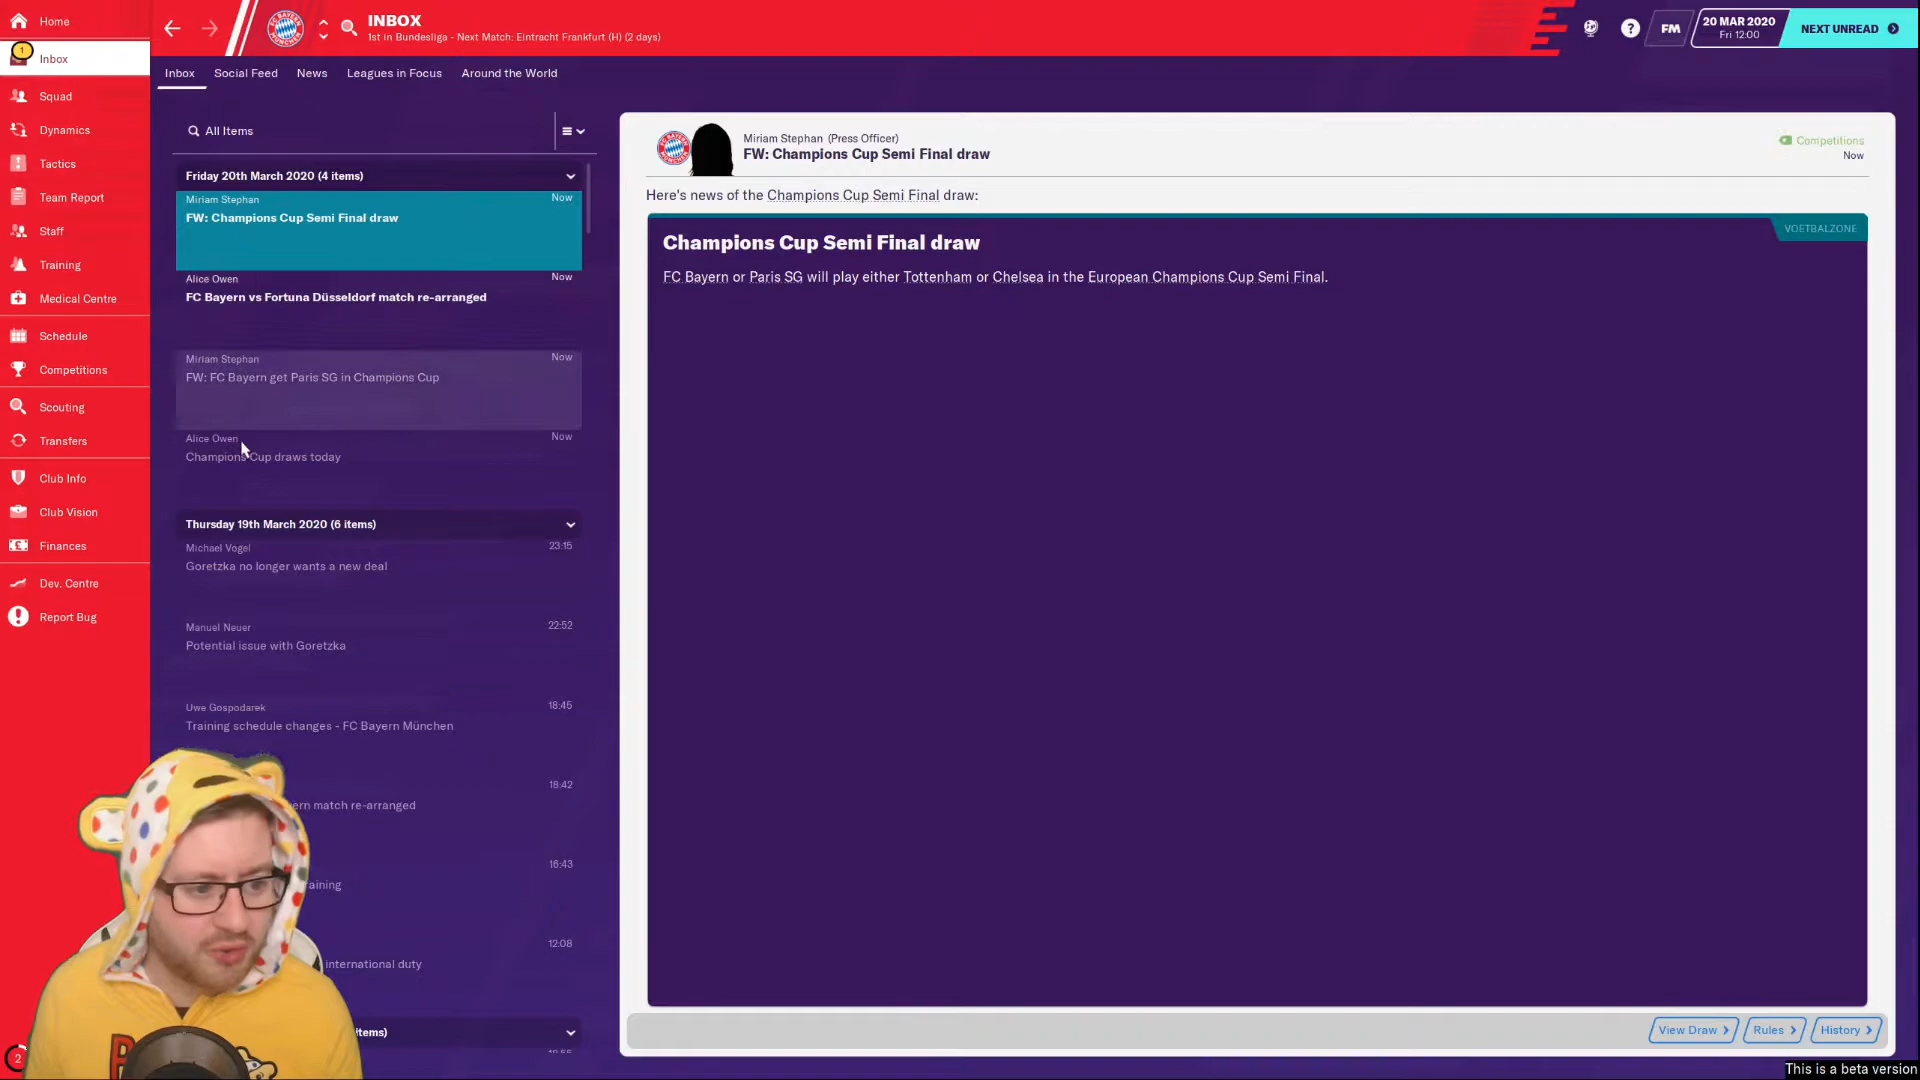 Home
1
Inbox
Squad
Dynamics
Tactics
Team Report
Staff
Training
Medical Centre
Schedule
Competitions
Scouting
Transfers
Club Info
Club Vision
Finances
Dev. Centre
Report Bug
2
INBOX
1st in Bundesliga - Next Match: Eintracht Frankfurt (H) (2 days)
FM
20 MAR 2020
Fri 12:00
NEXT UNREAD
Inbox Social Feed News Leagues in Focus Around the World
All Items
Friday 20th March 2020 (4 items)
Miriam Stephan Now
FW: Champions Cup Semi Final draw
Alice Owen Now
FC Bayern vs Fortuna Düsseldorf match re-arranged
Miriam Stephan Now
FW: FC Bayern get Paris SG in Champions Cup
Alice Owen Now
Champions Cup draws today
Thursday 19th March 2020 (6 items)
Michael Vogel 23:15
Goretzka no longer wants a new deal
Manuel Neuer 22:52
Potential issue with Goretzka
Uwe Gospodarek 18:45
Training schedule changes - FC Bayern München
18:42
ern match re-arranged
16:43
raining
12:08
international duty
items)
Miriam Stephan (Press Officer)
FW: Champions Cup Semi Final draw
Competitions
Now
Here's news of the Champions Cup Semi Final draw:
VOETBALZONE
Champions Cup Semi Final draw
FC Bayern or Paris SG will play either Tottenham or Chelsea in the European Champions Cup Semi Final.
View Draw
Rules
History
This is a beta version